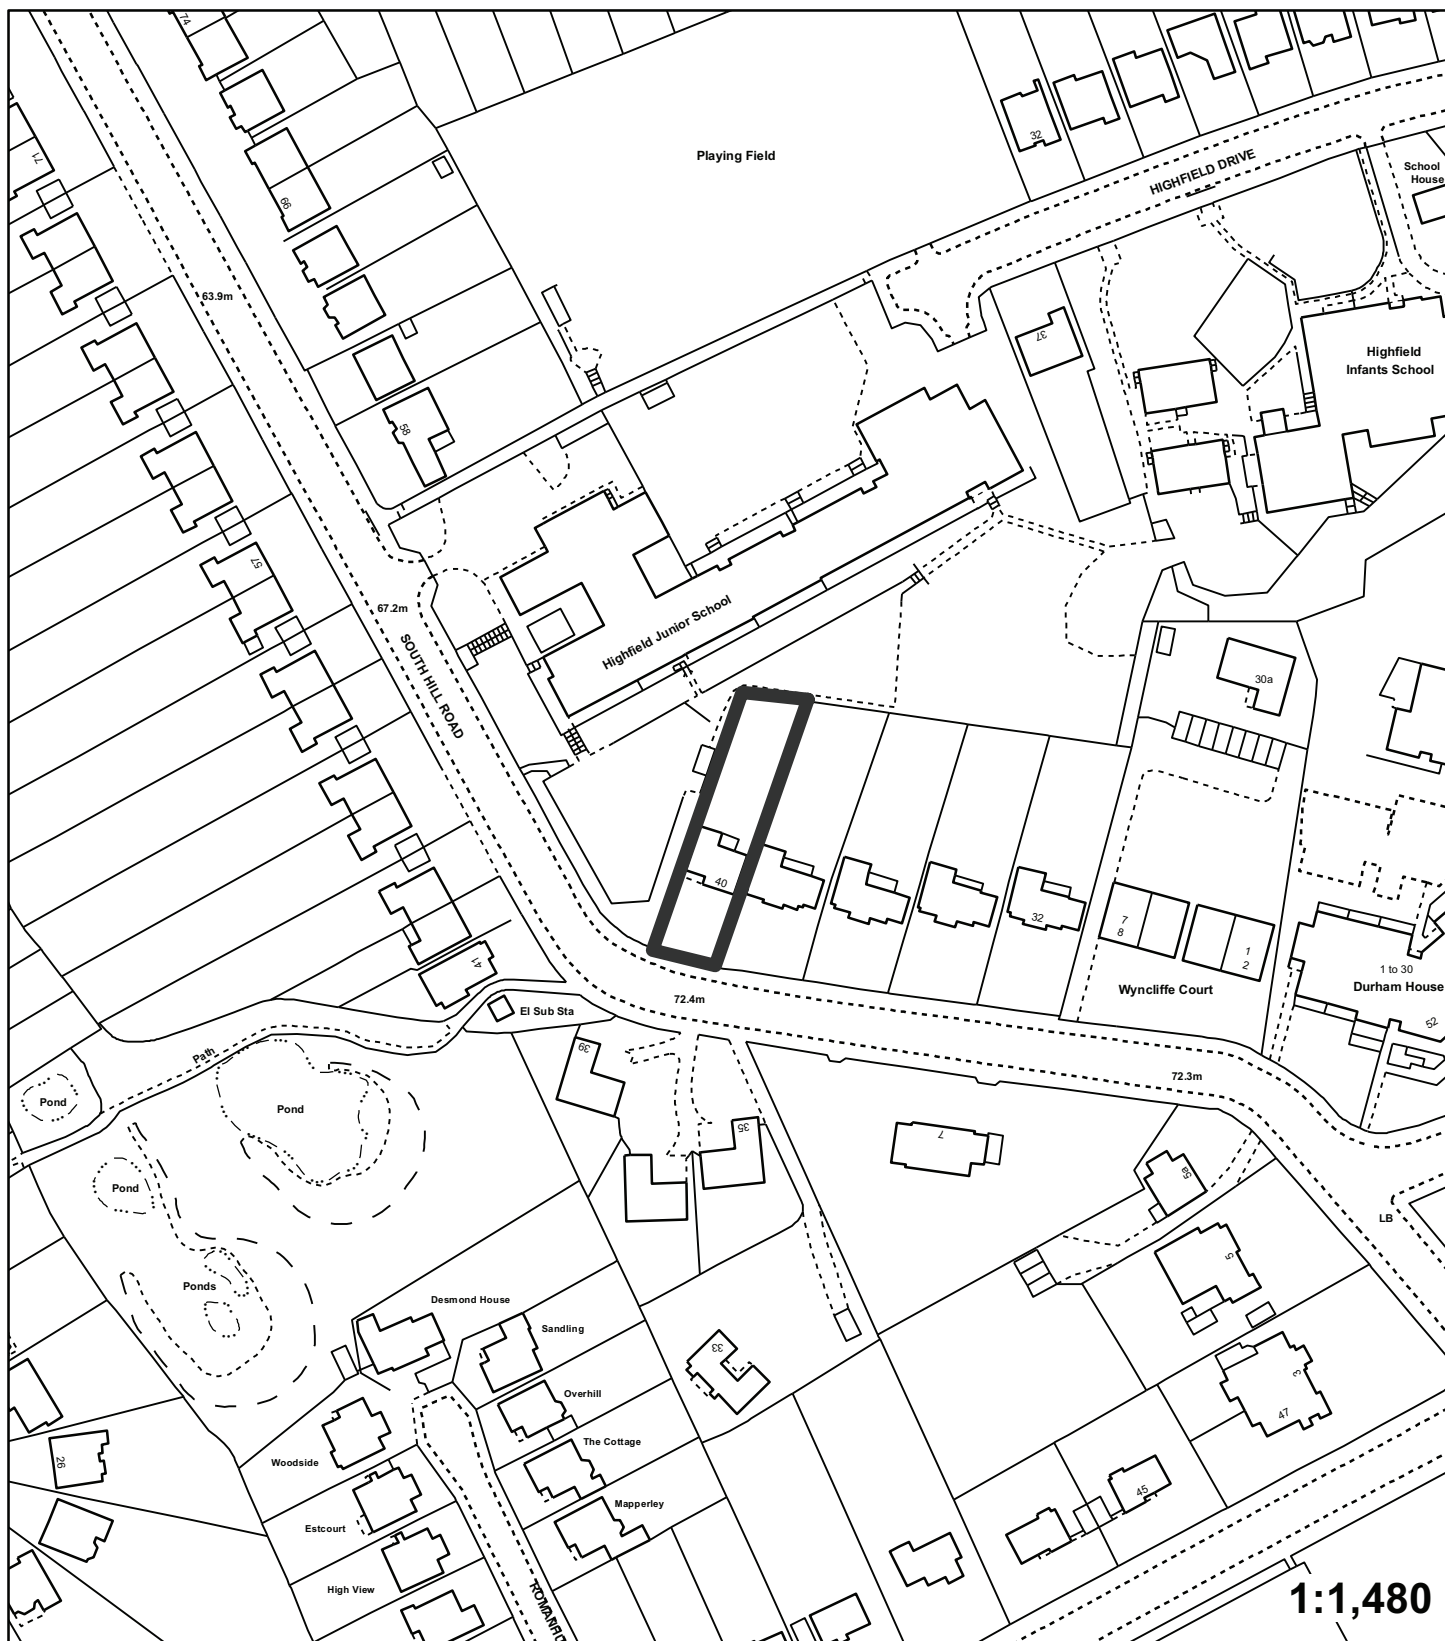 74
71
Playing Field
32
HIGHFIELD DRIVE
School
House
66
63.9m
37
Highfield
Infants School
58
57
67.2m
SOUTH HILL ROAD
Highfield Junior School
30a
40
32
7
8
1
2
1 to 30
Durham House
Wyncliffe Court
41
El Sub Sta
72.4m
52
39
Path
72.3m
Pond
Pond
35
7
5a
Pond
LB
Ponds
5
Desmond House
Sandling
33
3
Overhill
47
The Cottage
Woodside
26
45
Mapperley
Estcourt
High View
1:1,480